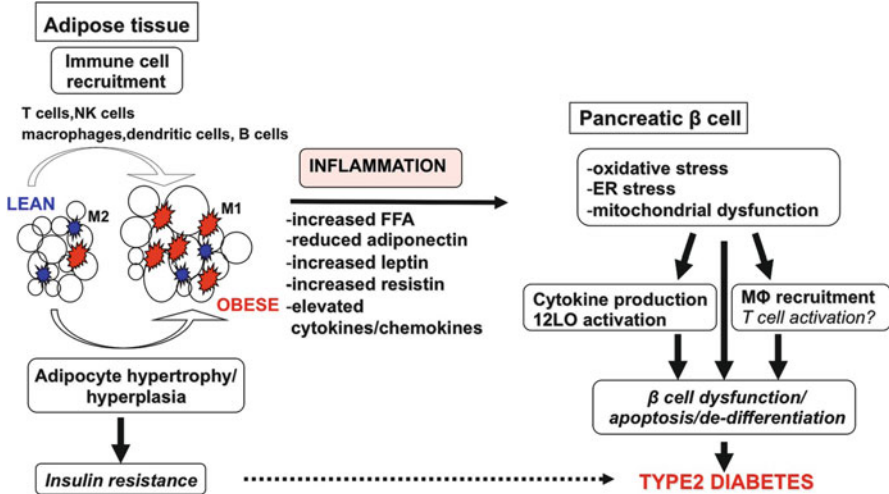 Adipose tissue
Immune cell
recruitment
T cells,NK cells
macrophages,dendritic cells, B cells
LEAN
M2
M1
OBESE
Adipocyte hypertrophy/
hyperplasia
Insulin resistance
INFLAMMATION
-increased FFA
-reduced adiponectin
-increased leptin
-increased resistin
-elevated
cytokines/chemokines
Pancreatic β cell
-oxidative stress
-ER stress
-mitochondrial dysfunction
Cytokine production
12LO activation
MΦ recruitment
T cell activation?
β cell dysfunction/
apoptosis/de-differentiation
TYPE2 DIABETES